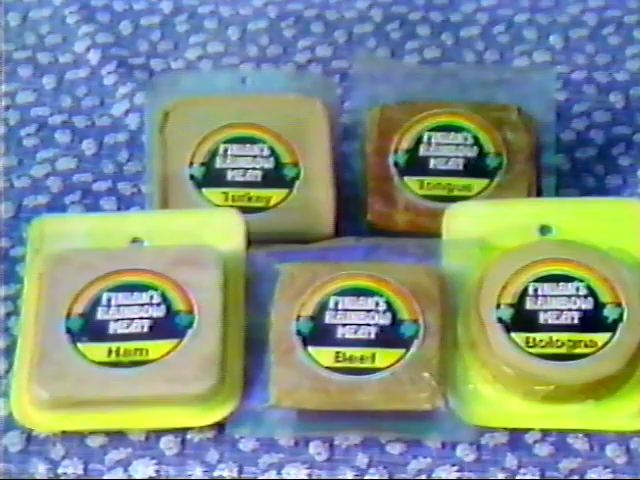 FINIAN'S
RAINBOW
MEAT
Turkey
FINIAN'S
RAINBOW
MEAT
Tongue
FINIAN'S
RAINBOW
MEAT
Ham
FINIAN'S
RAINBOW
MEAT
Beef
FINIAN'S
RAINBOW
MEAT
Bologna